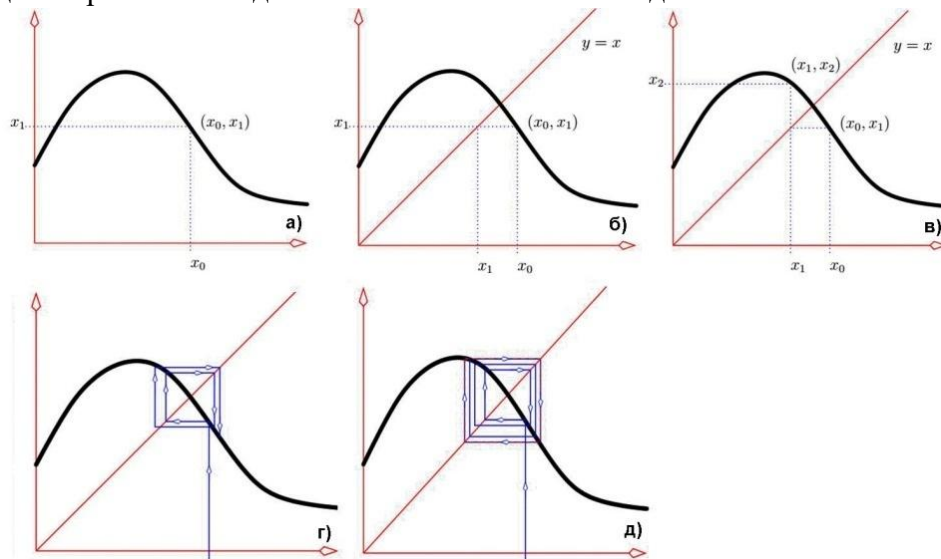 y = x
y = x
x₂
(x₁, x₂)
x₁
(x₀, x₁)
x₁
(x₀, x₁)
(x₀, x₁)
а)
б)
в)
x₀
x₁
x₀
x₁
x₀
г)
д)